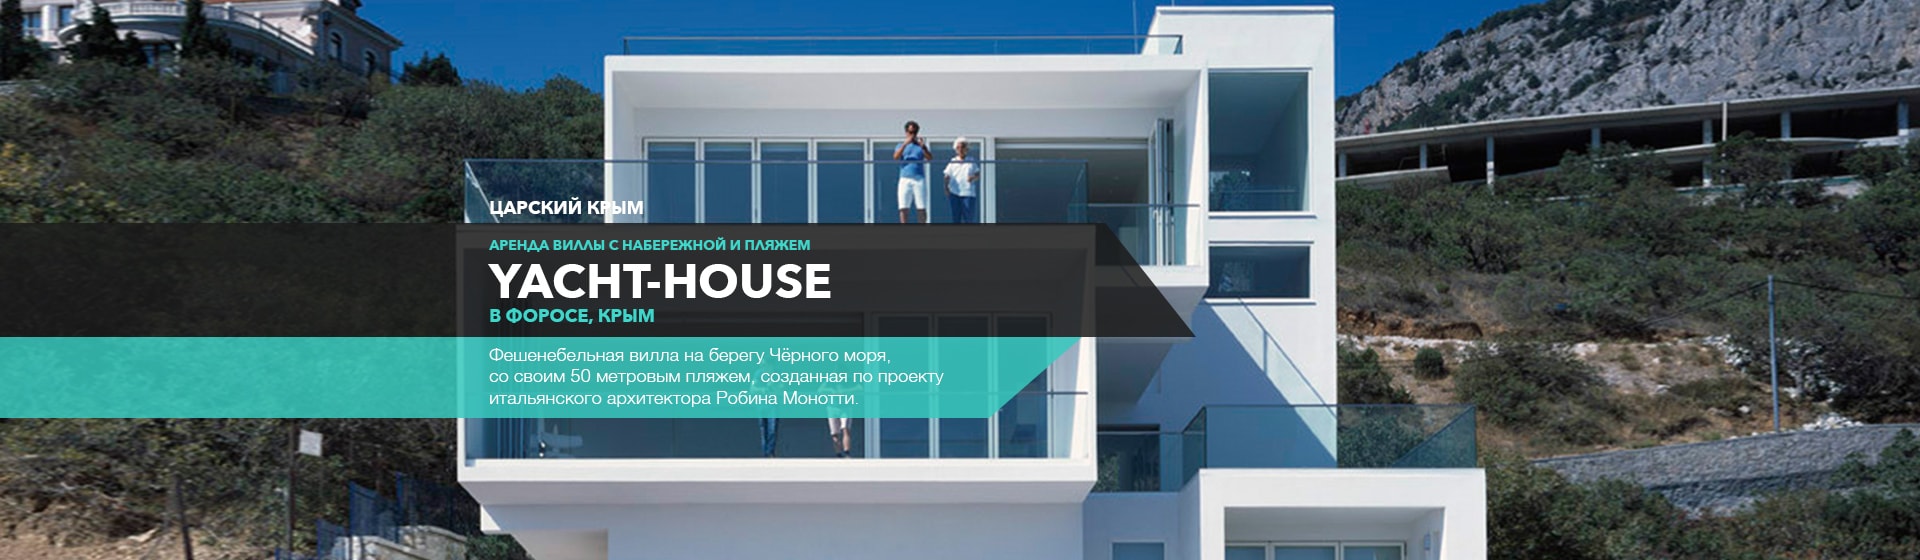 ЦАРСКИЙ КРЫМ
АРЕНДА ВИЛЛЫ С НАБЕРЕЖНОЙ И ПЛЯЖЕМ
YACHT-HOUSE
В ФОРОСЕ, КРЫМ
Фешенебельная вилла на берегу Чёрного моря,
со своим 50 метровым пляжем, созданная по проекту
итальянского архитектора Робина Монотти.